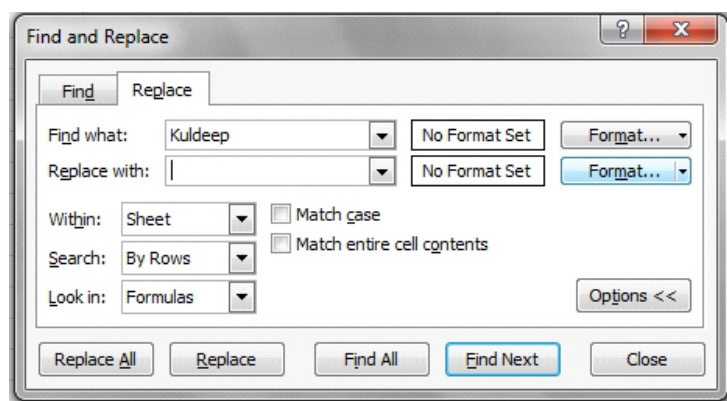 Find and Replace
Find Replace
Find what: Kuldeep No Format Set Format...
Replace with: No Format Set Format...
Within: Sheet Match case
Match entire cell contents
Search: By Rows
Look in: Formulas Options <<
Replace All Replace Find All Find Next Close